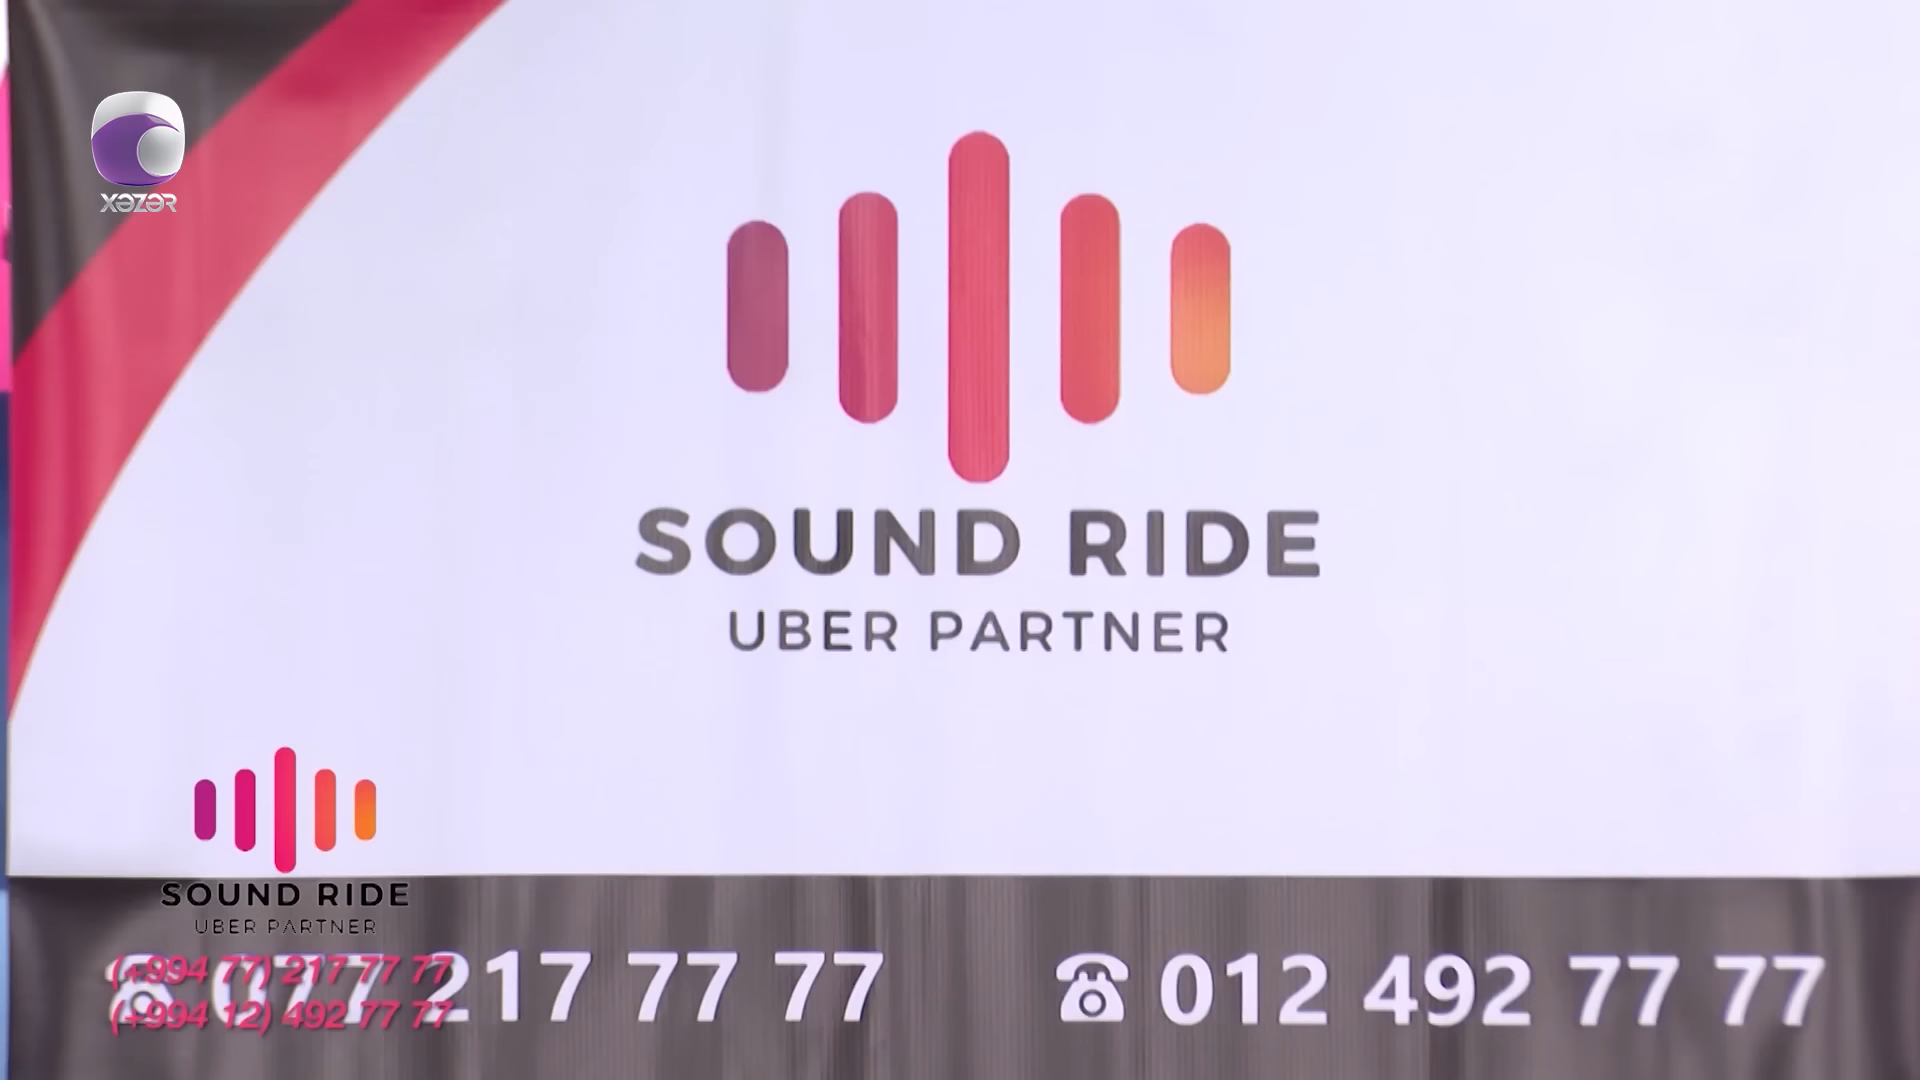 XƏZƏR
SOUND RIDE
UBER PARTNER
SOUND RIDE
UBER PARTNER
(+994 77) 217 77 77
(+994 12) 492 77 77
077 217 77 77
012 492 77 77